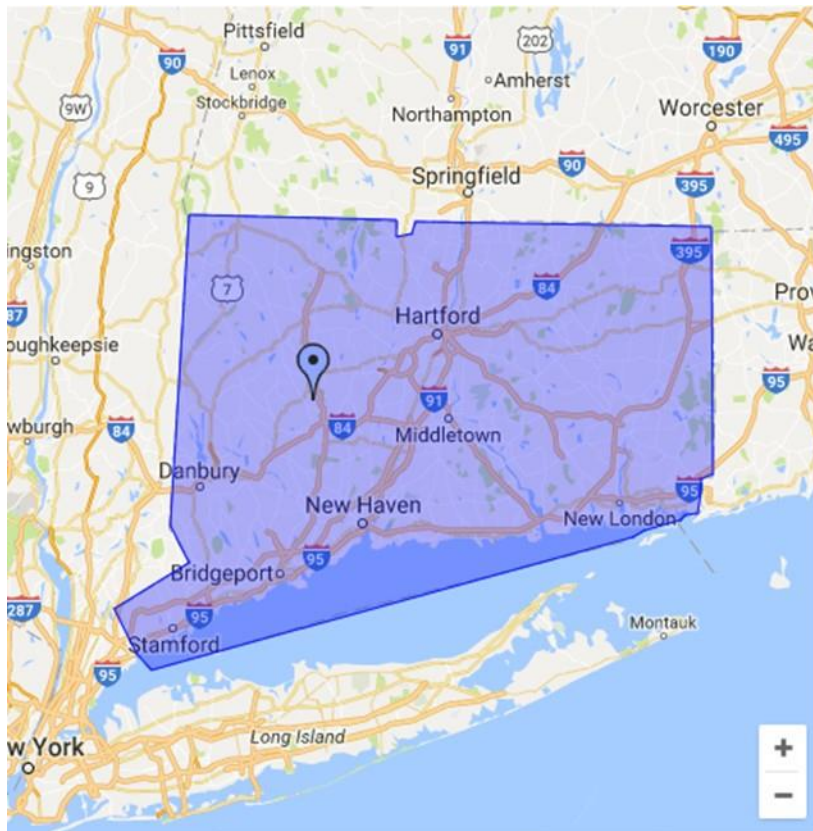 Pittsfield
91
202
190
90
Lenox
Amherst
9W
Stockbridge
Northampton
Worcester
495
90
9
Springfield
395
ingston
395
7
84
87
Prov
Hartford
oughkeepsie
Wa
95
91
84
84
ewburgh
Middletown
Danbury
95
New Haven
New London
95
Bridgeport
287
95
Stamford
Montauk
95
Long Island
w York
+
−